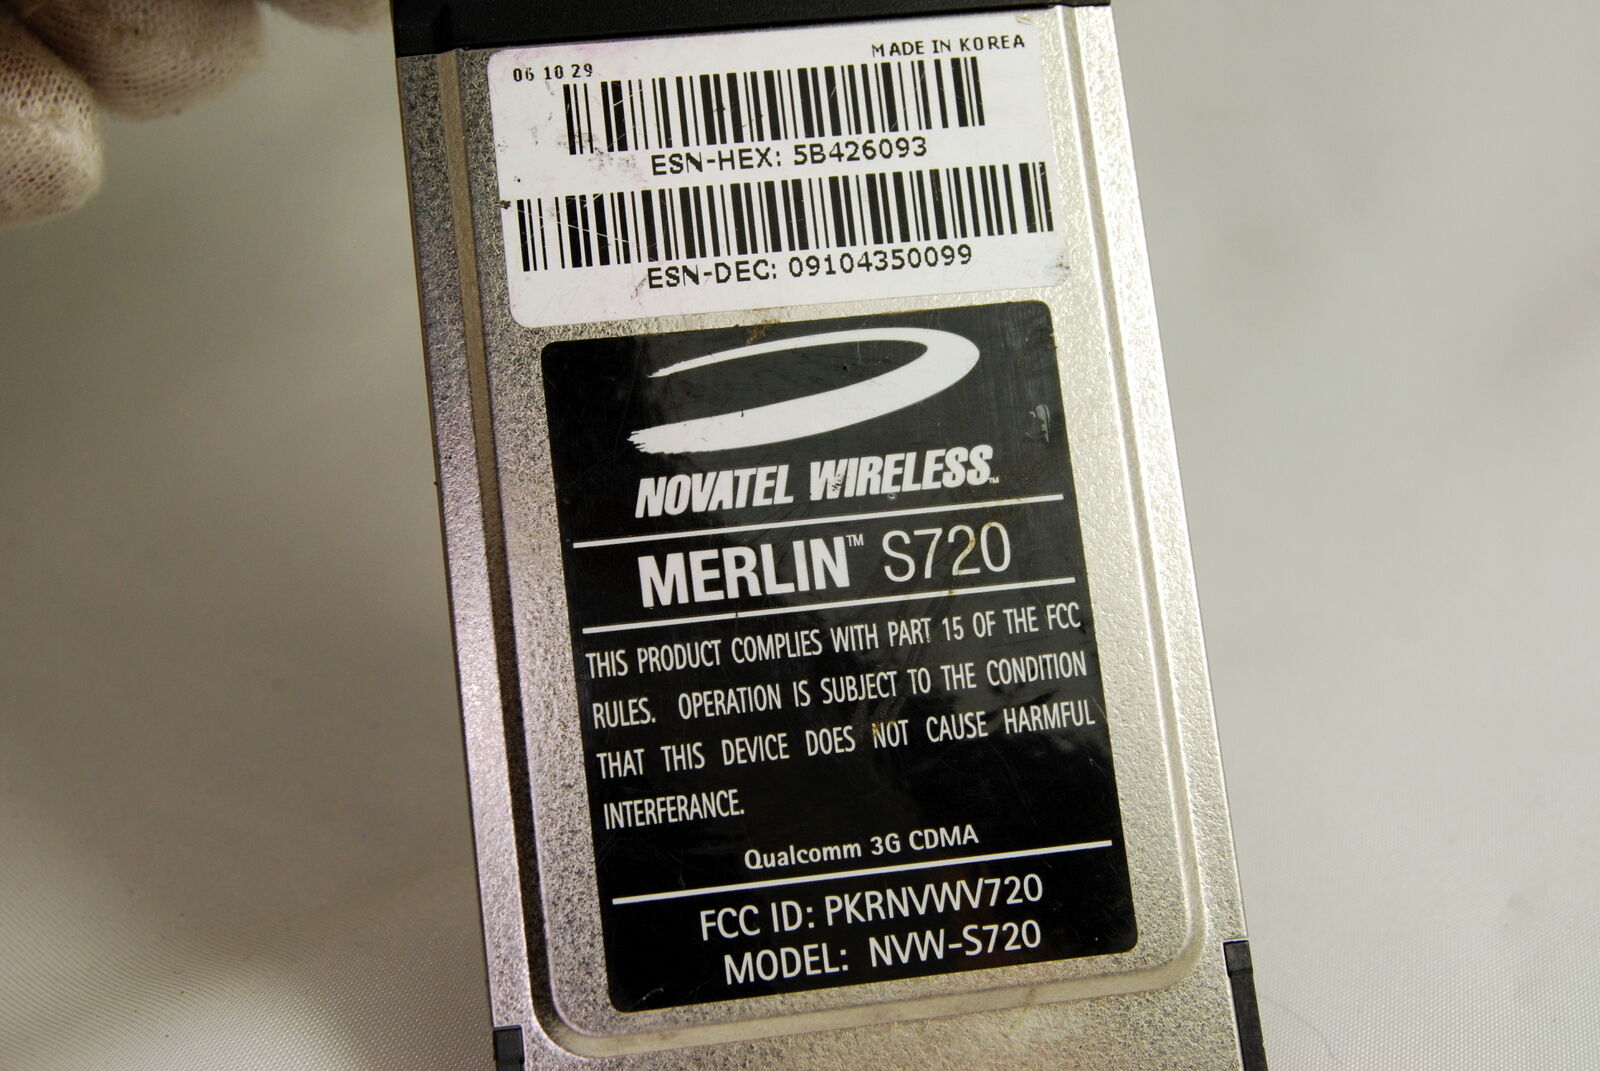 06 10 29
MADE IN KOREA
ESN-HEX: 5B426093
ESN-DEC: 09104350099
NOVATEL WIRELESS™
MERLIN™ S720
THIS PRODUCT COMPLIES WITH PART 15 OF THE FCC
RULES. OPERATION IS SUBJECT TO THE CONDITION
THAT THIS DEVICE DOES NOT CAUSE HARMFUL
INTERFERANCE.
Qualcomm 3G CDMA
FCC ID: PKRNVWV720
MODEL: NVW-S720